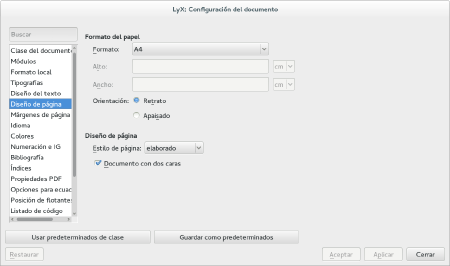 LyX: Configuración del documento
Buscar
Clase del documento
Módulos
Formato local
Tipografías
Diseño del texto
Diseño de página
Márgenes de página
Idioma
Colores
Numeración e IG
Bibliografía
Índices
Propiedades PDF
Opciones para ecuac
Posición de flotantes
Listado de código
Formato del papel
Formato: A4
Alto: cm
Ancho: cm
Orientación: Retrato
Apaisado
Diseño de página
Estilo de página: elaborado
Documento con dos caras
Usar predeterminados de clase Guardar como predeterminados
Restaurar Aceptar Aplicar Cerrar